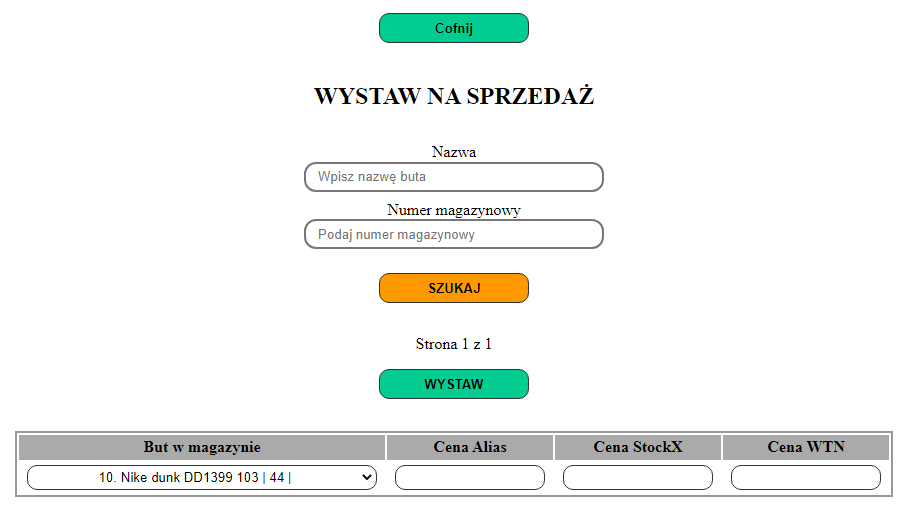 Cofnij
WYSTAW NA SPRZEDAŻ
Nazwa
Wpisz nazwę buta
Numer magazynowy
Podaj numer magazynowy
SZUKAJ
Strona 1 z 1
WYSTAW
But w magazynie Cena Alias Cena StockX Cena WTN
10. Nike dunk DD1399 103 | 44 |